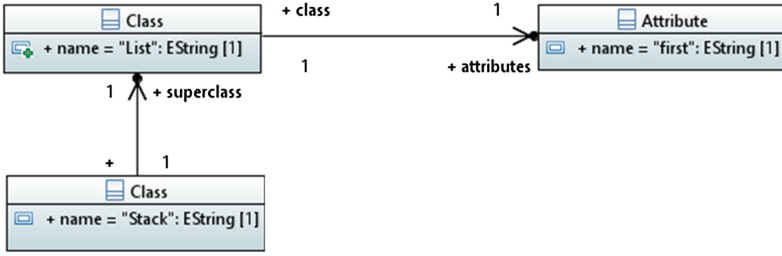 Class
+ name = "List": EString [1]
+ class
1
1
+ attributes
Attribute
+ name = "first": EString [1]
1
+ superclass
+
1
Class
+ name = "Stack": EString [1]